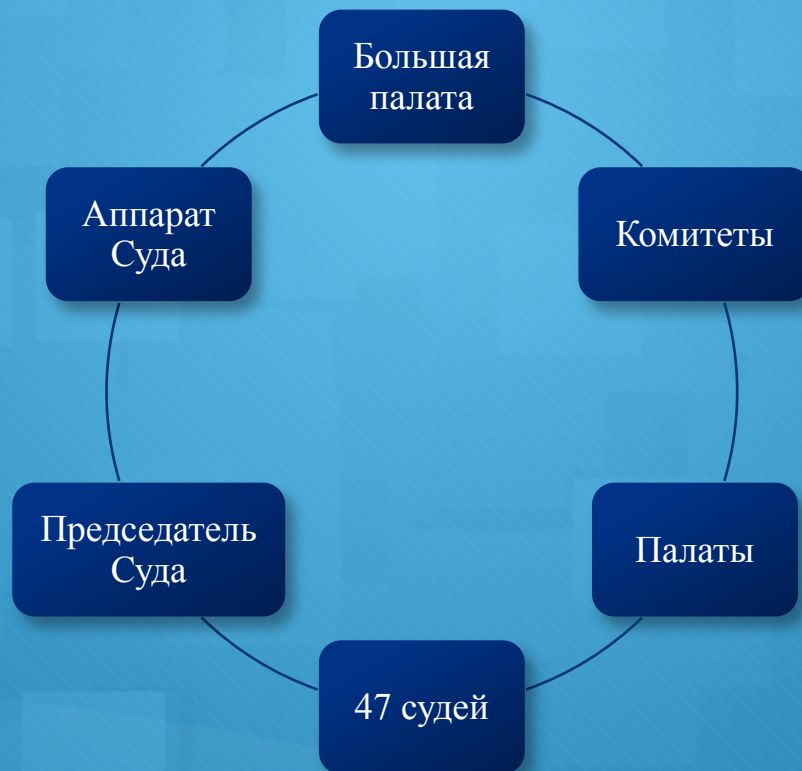 Большая
палата
Аппарат
Суда
Комитеты
Председатель
Суда
Палаты
47 судей